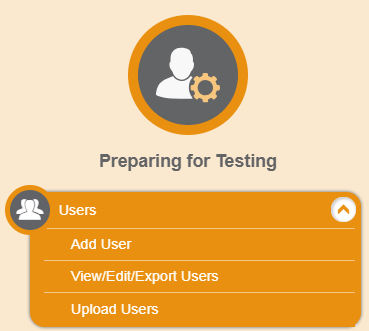 Preparing for Testing
Users
Add User
View/Edit/Export Users
Upload Users